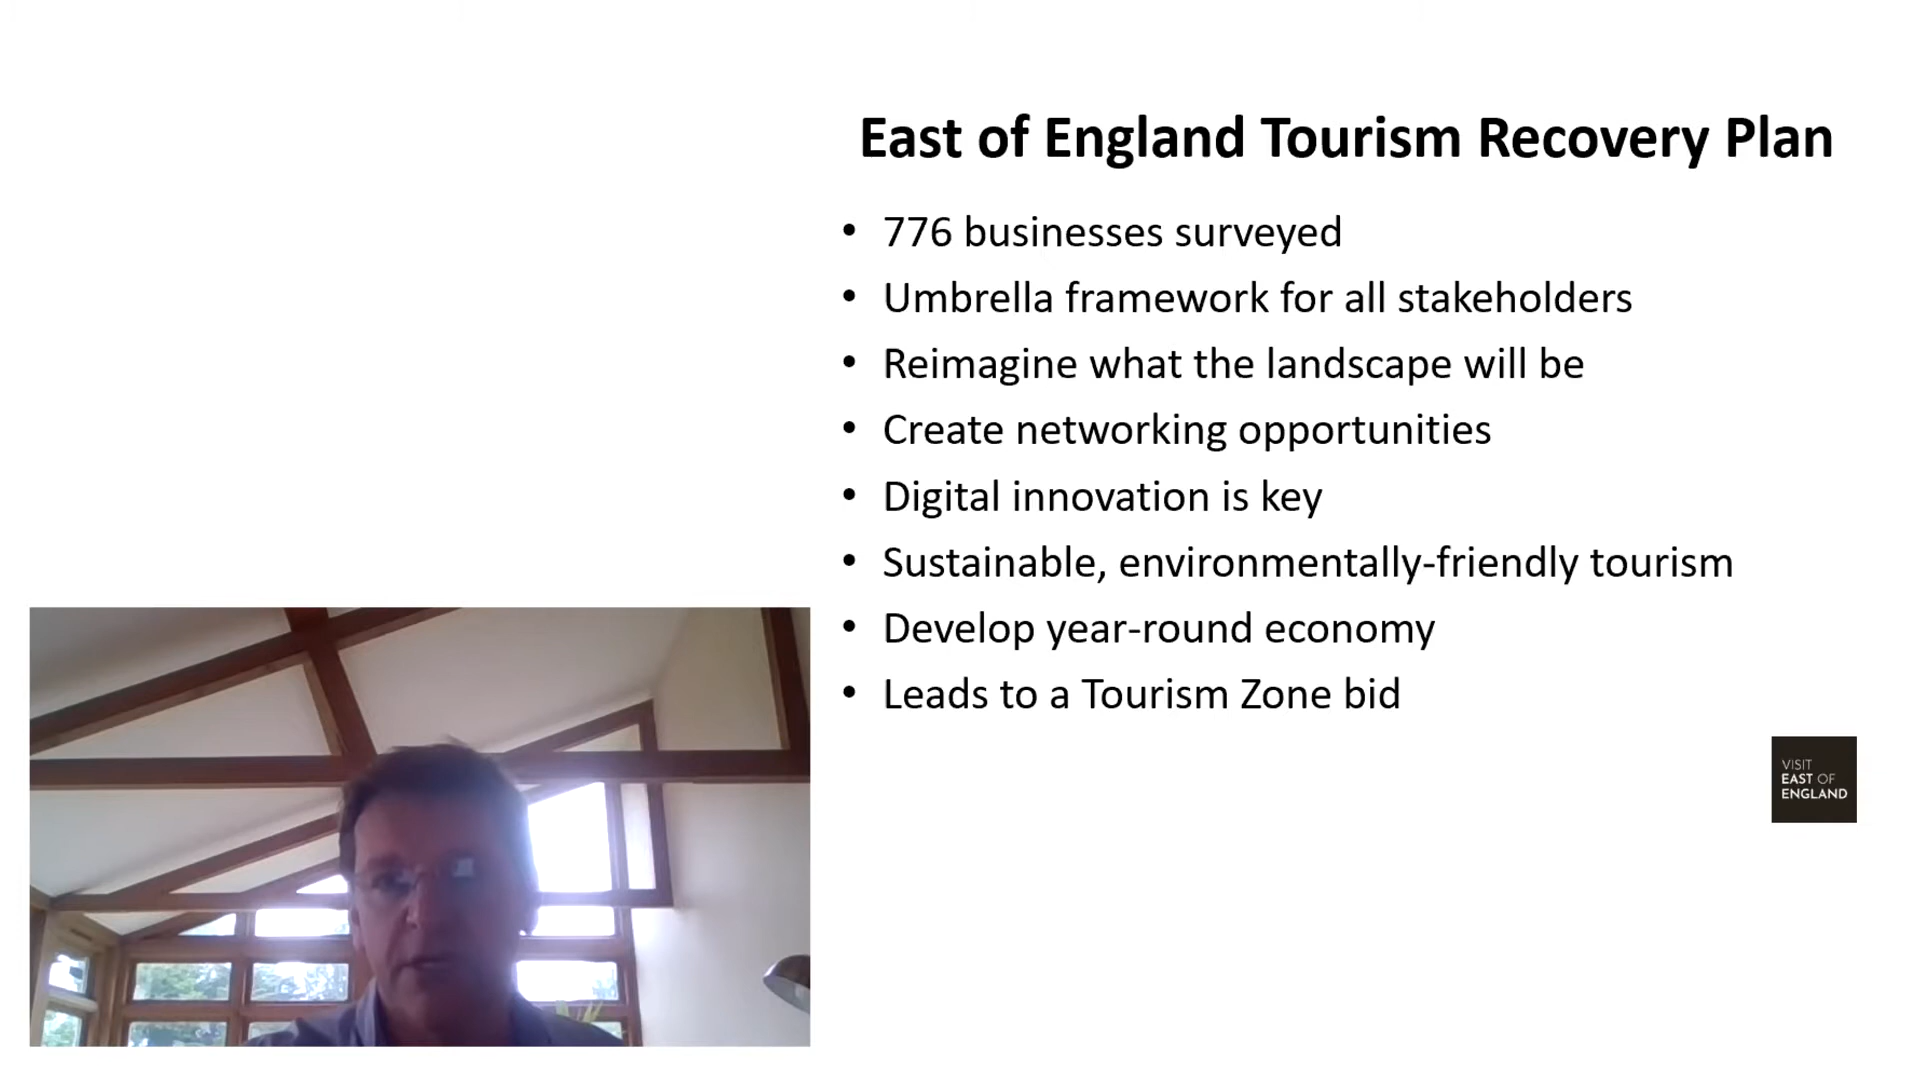 East of England Tourism Recovery Plan
• 776 businesses surveyed
• Umbrella framework for all stakeholders
• Reimagine what the landscape will be
• Create networking opportunities
• Digital innovation is key
• Sustainable, environmentally-friendly tourism
• Develop year-round economy
• Leads to a Tourism Zone bid
VISIT
EAST OF
ENGLAND